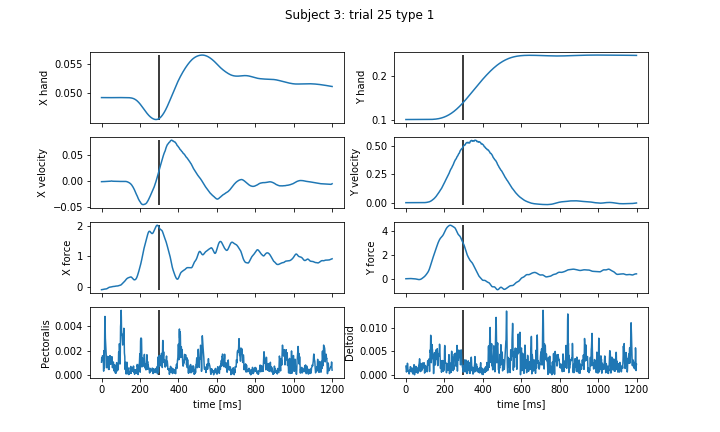 Subject 3: trial 25 type 1
X hand
0.055
0.050
Y hand
0.2
0.1
X velocity
0.05
0.00
−0.05
Y velocity
0.50
0.25
0.00
X force
2
1
0
Y force
4
2
0
Pectoralis
0.004
0.002
0.000
0 200 400 600 800 1000 1200
time [ms]
Deltoid
0.010
0.005
0.000
0 200 400 600 800 1000 1200
time [ms]